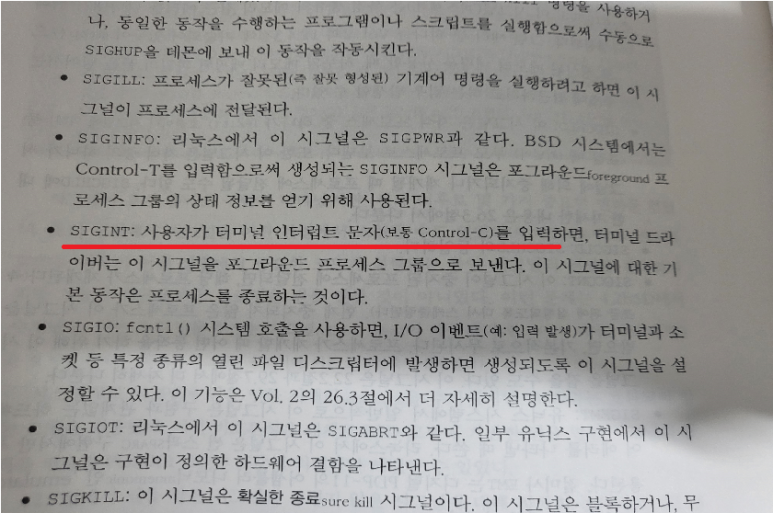 명령을 사용하거
나, 동일한 동작을 수행하는 프로그램이나 스크립트를 실행함으로써 수동으로
SIGHUP을 데몬에 보내 이 동작을 작동시킨다.
• SIGILL: 프로세스가 잘못된(즉 잘못 형성된) 기계어 명령을 실행하려고 하면 이 시
그널이 프로세스에 전달된다.
• SIGINFO: 리눅스에서 이 시그널은 SIGPWR과 같다. BSD 시스템에서는
Control-T를 입력함으로써 생성되는 SIGINFO 시그널은 포그라운드foreground 프
로세스 그룹의 상태 정보를 얻기 위해 사용된다.
• SIGINT: 사용자가 터미널 인터럽트 문자(보통 Control-C)를 입력하면, 터미널 드라
이버는 이 시그널을 포그라운드 프로세스 그룹으로 보낸다. 이 시그널에 대한 기
본 동작은 프로세스를 종료하는 것이다.
• SIGIO: fcntl() 시스템 호출을 사용하면, I/O 이벤트(예: 입력 발생)가 터미널과 소
켓 등 특정 종류의 열린 파일 디스크립터에 발생하면 생성되도록 이 시그널을 설
정할 수 있다. 이 기능은 Vol. 2의 26.3절에서 더 자세히 설명한다.
• SIGIOT: 리눅스에서 이 시그널은 SIGABRT와 같다. 일부 유닉스 구현에서 이 시
그널은 구현이 정의한 하드웨어 결함을 나타낸다.
• SIGKILL: 이 시그널은 확실한 종료sure kill 시그널이다. 이 시그널은 블록하거나, 무